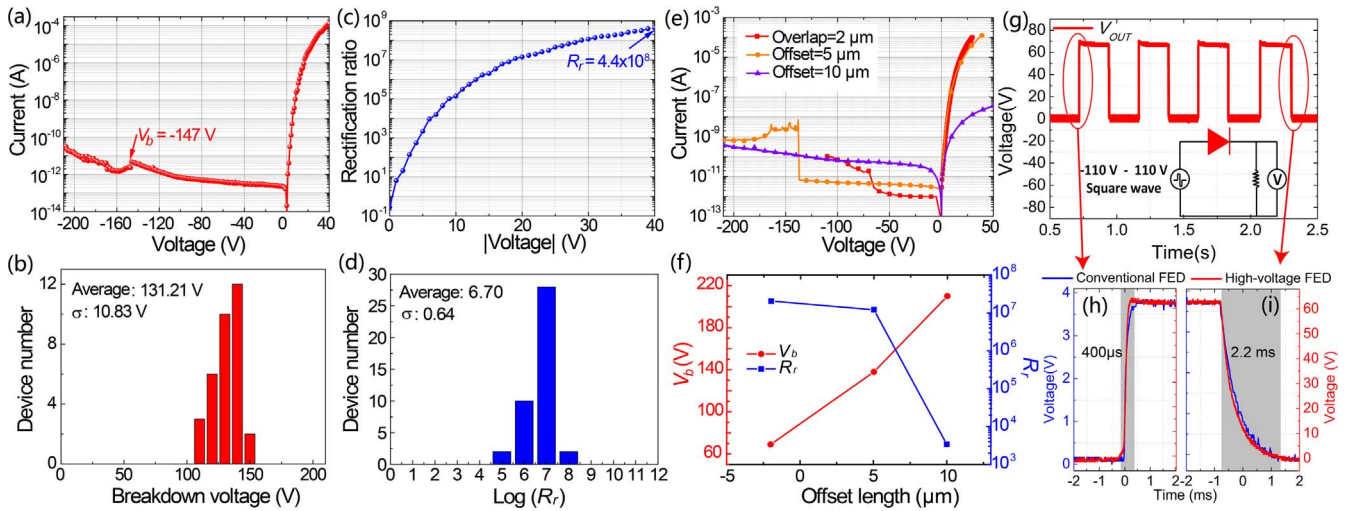 (a)
10^-4
10^-6
10^-8
10^-10
10^-12
10^-14
Current (A)
V_b = -147 V
-200 -160 -120 -80 -40 0 40
Voltage (V)
(b)
12
9
6
3
0
Device number
Average: 131.21 V
σ: 10.83 V
0 50 100 150 200
Breakdown voltage (V)
(c)
10^9
10^7
10^5
10^3
10^1
10^-1
Rectification ratio
R_r = 4.4x10^8
0 10 20 30 40
|Voltage| (V)
(d)
30
25
20
15
10
5
0
Device number
Average: 6.70
σ: 0.64
0 1 2 3 4 5 6 7 8 9 10 11 12
Log (R_r)
(e)
10^-3
10^-5
10^-7
10^-9
10^-11
10^-13
Current (A)
Overlap=2 μm
Offset=5 μm
Offset=10 μm
-200 -150 -100 -50 0 50
Voltage (V)
(f)
220
180
140
100
60
V_b (V)
V_b
R_r
10^8
10^7
10^6
10^5
10^4
10^3
R_r
0 5 10
Offset length (μm)
(g)
V_OUT
80
60
40
20
0
-20
-40
-60
-80
Voltage(V)
-110 V - 110 V
Square wave
V
0.5 1.0 1.5 2.0 2.5
Time(s)
Conventional FED
High-voltage FED
(h)
4
3
2
1
0
Voltage(V)
400μs
-2 -1 0 1 2
(i)
2.2 ms
60
50
40
30
20
10
0
Voltage (V)
-2 -1 0 1 2
Time (ms)